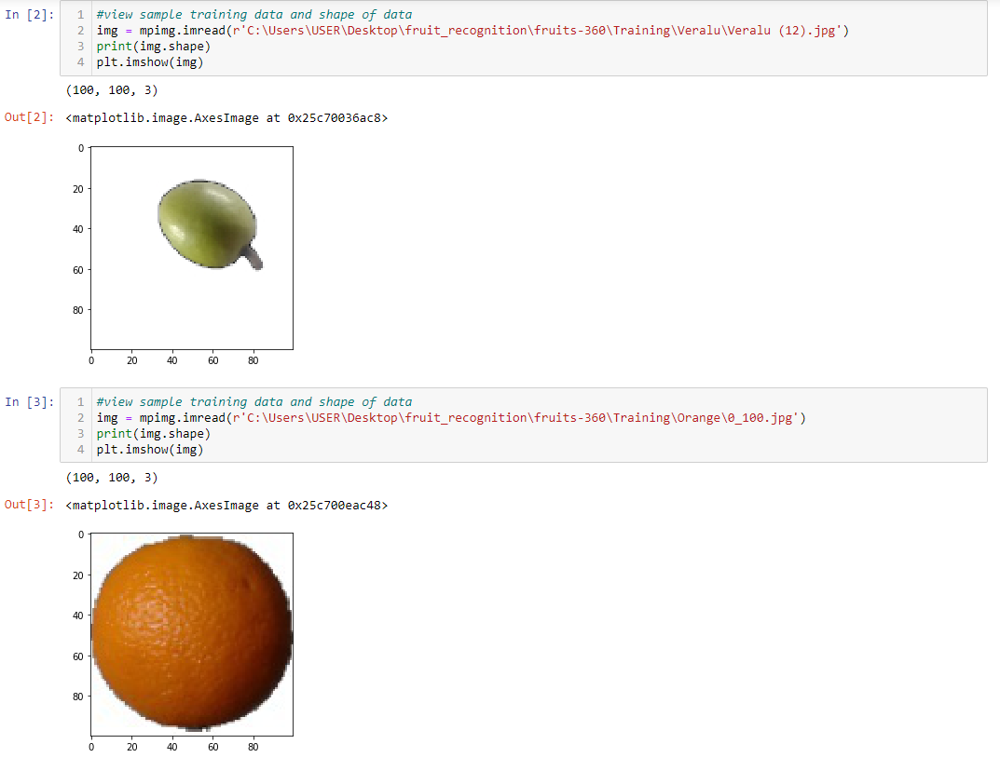 In [2]:
1 #view sample training data and shape of data
2 img = mpimg.imread(r'C:\Users\USER\Desktop\fruit_recognition\fruits-360\Training\Veralu\Veralu (12).jpg')
3 print(img.shape)
4 plt.imshow(img)
(100, 100, 3)
Out[2]: <matplotlib.image.AxesImage at 0x25c70036ac8>
0
20
40
60
80
0 20 40 60 80
In [3]:
1 #view sample training data and shape of data
2 img = mpimg.imread(r'C:\Users\USER\Desktop\fruit_recognition\fruits-360\Training\Orange\0_100.jpg')
3 print(img.shape)
4 plt.imshow(img)
(100, 100, 3)
Out[3]: <matplotlib.image.AxesImage at 0x25c700eac48>
0
20
40
60
80
0 20 40 60 80